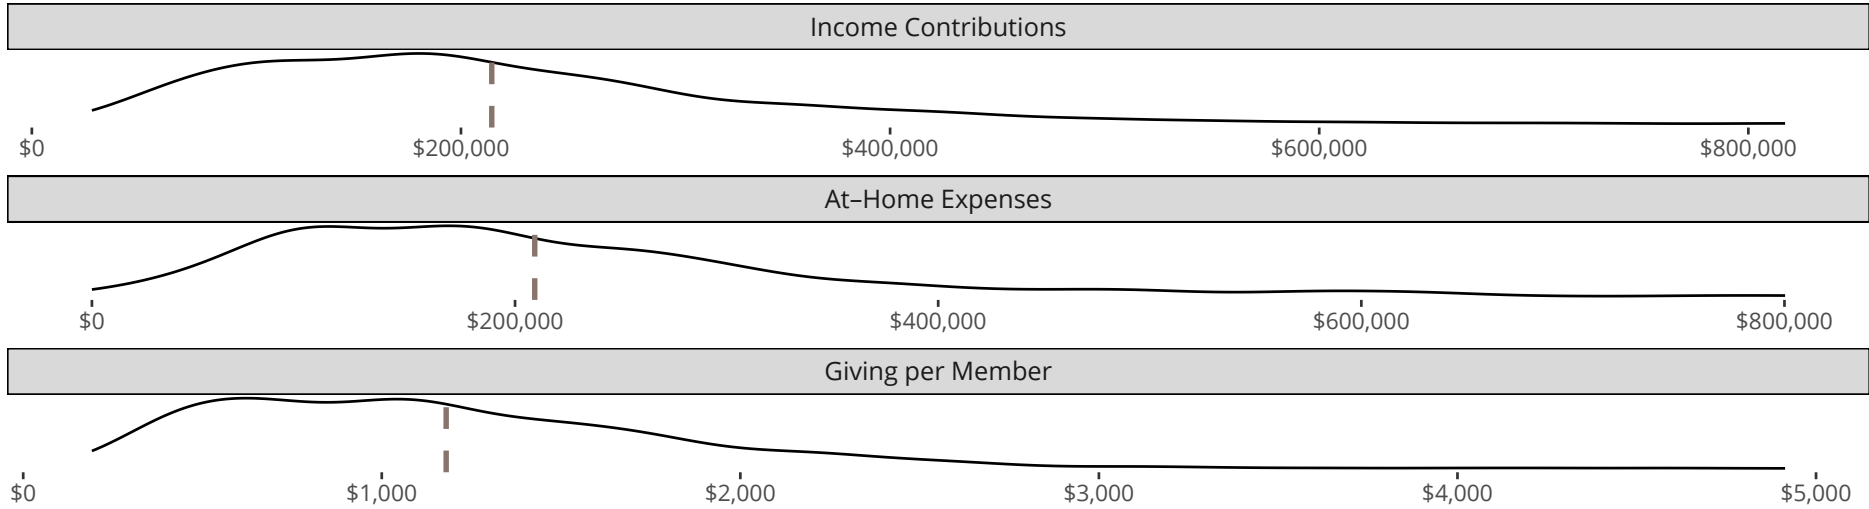 Income Contributions
$0 $200,000 $400,000 $600,000 $800,000
At–Home Expenses
$0 $200,000 $400,000 $600,000 $800,000
Giving per Member
$0 $1,000 $2,000 $3,000 $4,000 $5,000